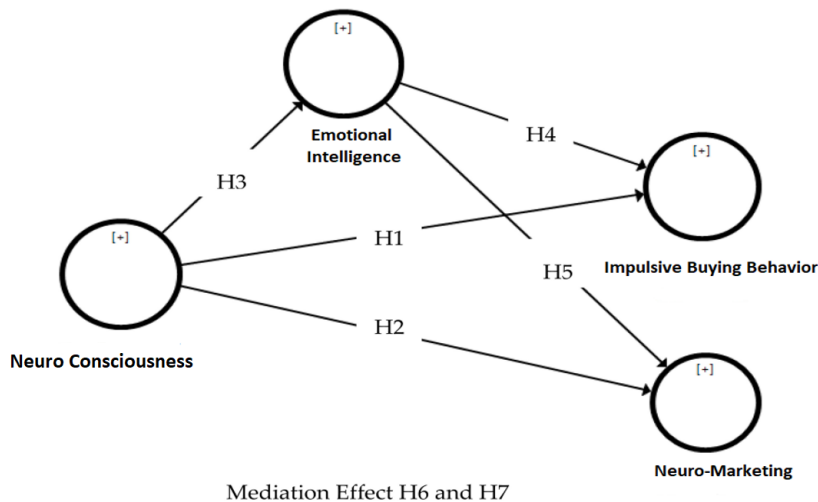 [+]
Emotional
Intelligence
H4
[+]
H3
[+]
H1
Impulsive Buying Behavior
H5
H2
Neuro Consciousness
[+]
Neuro-Marketing
Mediation Effect H6 and H7